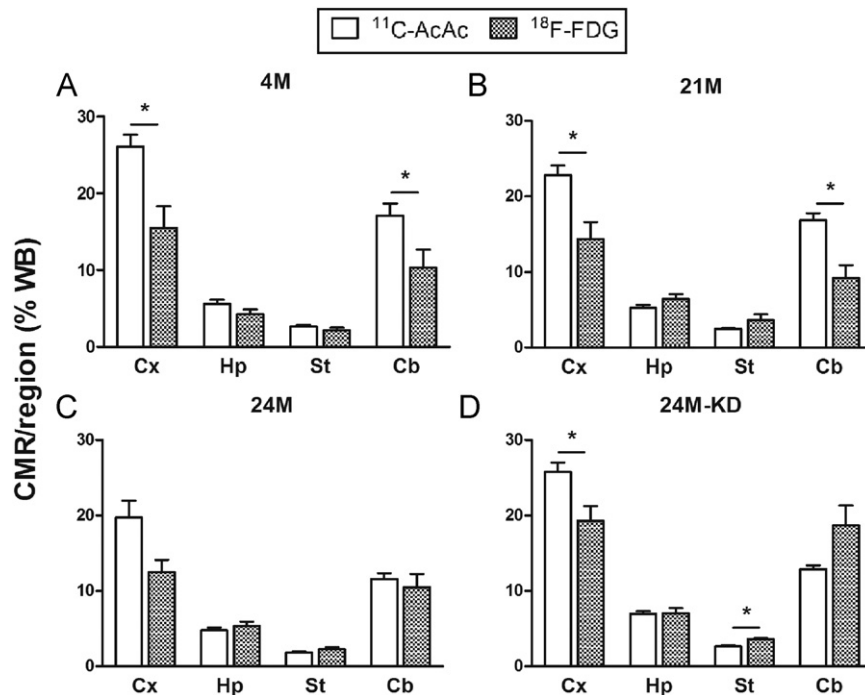 ¹¹C-AcAc ¹⁸F-FDG
A 4M
30
*
*
20
10
0
Cx Hp St Cb
B 21M
30
*
*
20
10
0
Cx Hp St Cb
C 24M
30
20
10
0
Cx Hp St Cb
D 24M-KD
30
*
20
10
*
0
Cx Hp St Cb
CMR/region (% WB)